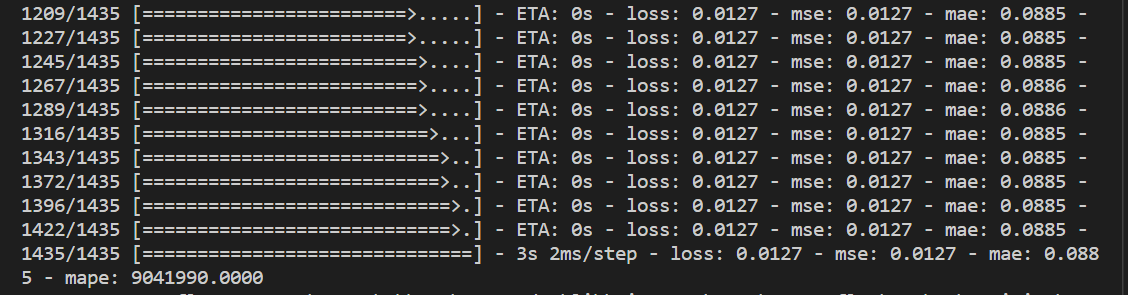 1209/1435 [==========================>.....] - ETA: 0s - loss: 0.0127 - mse: 0.0127 - mae: 0.0885 -
1227/1435 [==========================>.....] - ETA: 0s - loss: 0.0127 - mse: 0.0127 - mae: 0.0885 -
1245/1435 [===========================>....] - ETA: 0s - loss: 0.0127 - mse: 0.0127 - mae: 0.0885 -
1267/1435 [===========================>....] - ETA: 0s - loss: 0.0127 - mse: 0.0127 - mae: 0.0886 -
1289/1435 [===========================>....] - ETA: 0s - loss: 0.0127 - mse: 0.0127 - mae: 0.0886 -
1316/1435 [============================>...] - ETA: 0s - loss: 0.0127 - mse: 0.0127 - mae: 0.0885 -
1343/1435 [=============================>..] - ETA: 0s - loss: 0.0127 - mse: 0.0127 - mae: 0.0885 -
1372/1435 [=============================>..] - ETA: 0s - loss: 0.0127 - mse: 0.0127 - mae: 0.0885 -
1396/1435 [==============================>.] - ETA: 0s - loss: 0.0127 - mse: 0.0127 - mae: 0.0885 -
1422/1435 [==============================>.] - ETA: 0s - loss: 0.0127 - mse: 0.0127 - mae: 0.0885 -
1435/1435 [================================] - 3s 2ms/step - loss: 0.0127 - mse: 0.0127 - mae: 0.088
5 - mape: 9041990.0000